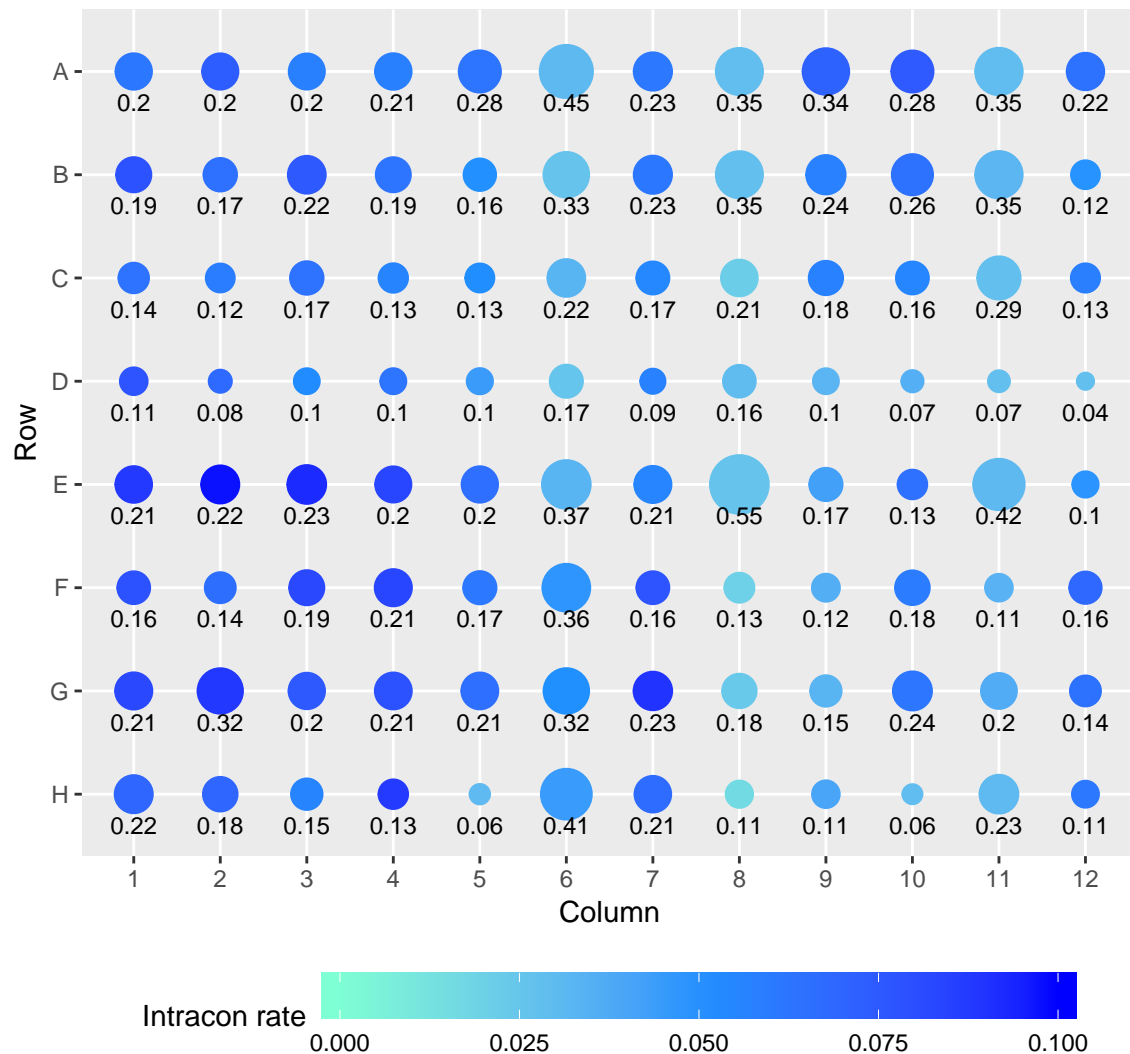 A
0.2 0.2 0.2 0.21 0.28 0.45 0.23 0.35 0.34 0.28 0.35 0.22
B
0.19 0.17 0.22 0.19 0.16 0.33 0.23 0.35 0.24 0.26 0.35 0.12
C
0.14 0.12 0.17 0.13 0.13 0.22 0.17 0.21 0.18 0.16 0.29 0.13
D
0.11 0.08 0.1 0.1 0.1 0.17 0.09 0.16 0.1 0.07 0.07 0.04
Row
E
0.21 0.22 0.23 0.2 0.2 0.37 0.21 0.55 0.17 0.13 0.42 0.1
F
0.16 0.14 0.19 0.21 0.17 0.36 0.16 0.13 0.12 0.18 0.11 0.16
G
0.21 0.32 0.2 0.21 0.21 0.32 0.23 0.18 0.15 0.24 0.2 0.14
H
0.22 0.18 0.15 0.13 0.06 0.41 0.21 0.11 0.11 0.06 0.23 0.11
1 2 3 4 5 6 7 8 9 10 11 12
Column
Intracon rate
0.000 0.025 0.050 0.075 0.100